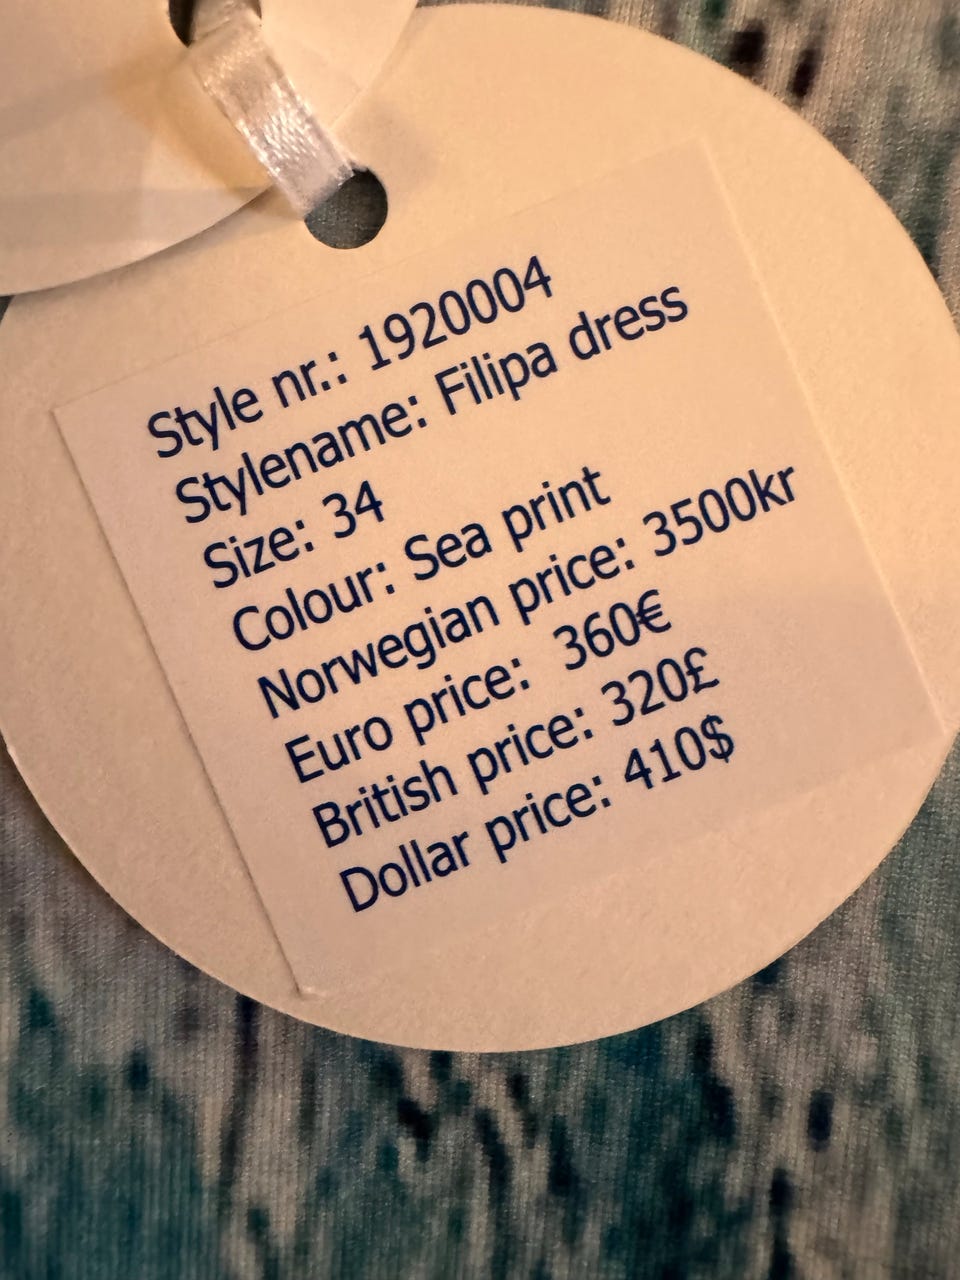 Style nr.: 1920004
Stylename: Filipa dress
Size: 34
Colour: Sea print
Norwegian price: 3500kr
Euro price: 360€
British price: 320£
Dollar price: 410$